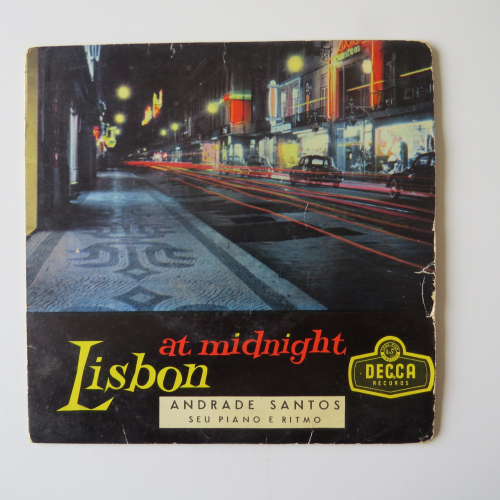 at midnight
Lisbon
DECCA
RECORDS
ANDRADE SANTOS
SEU PIANO E RITMO